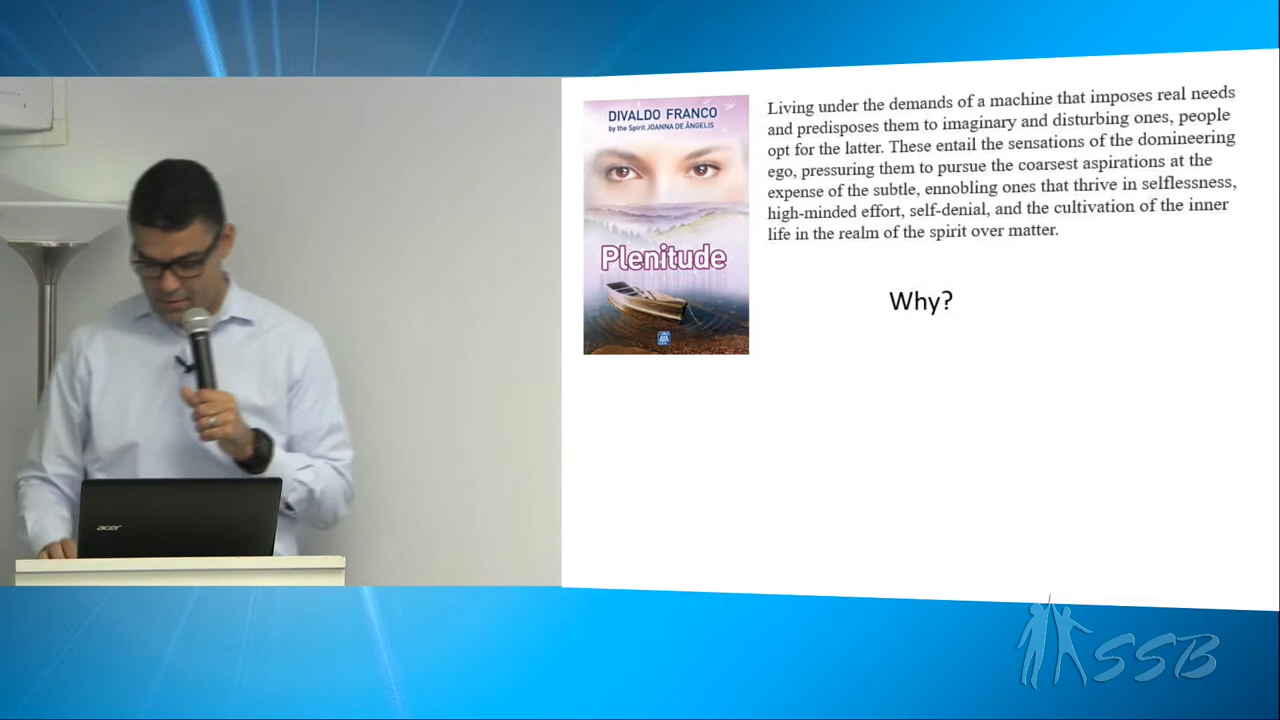 DIVALDO FRANCO
by the Spirit JOANNA DE ÂNGELIS
Plenitude
Living under the demands of a machine that imposes real needs
and predisposes them to imaginary and disturbing ones, people
opt for the latter. These entail the sensations of the domineering
ego, pressuring them to pursue the coarsest aspirations at the
expense of the subtle, ennobling ones that thrive in selflessness,
high-minded effort, self-denial, and the cultivation of the inner
life in the realm of the spirit over matter.
Why?
acer
SSB